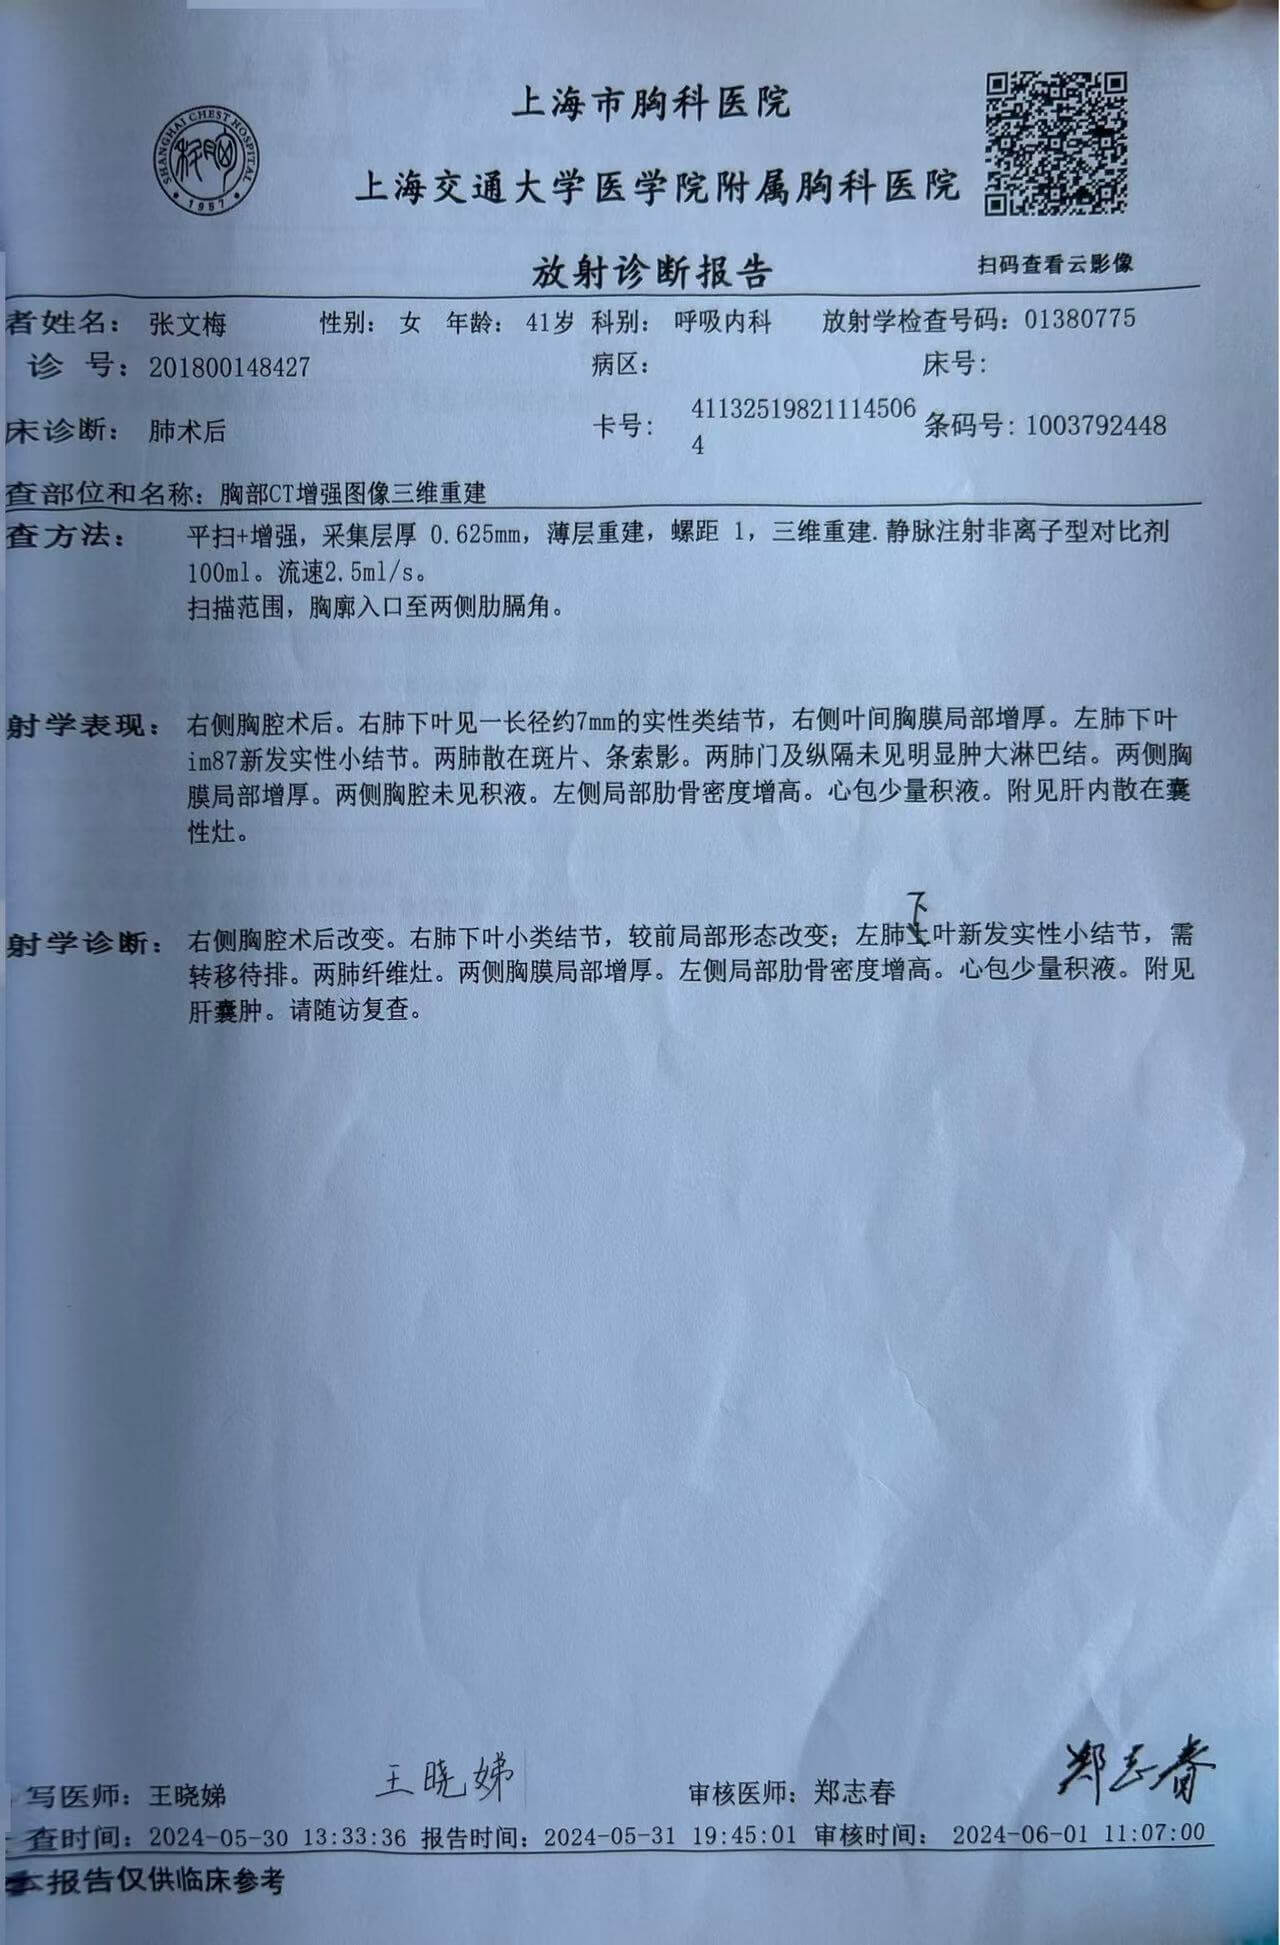 上海市胸科医院
上海交通大学医学院附属胸科医院
SHANGHAI CHEST HOSPITAL
1957
放射诊断报告
扫码查看云影像
者姓名： 张文梅 性别： 女 年龄： 41岁 科别： 呼吸内科 放射学检查号码：01380775
诊 号：201800148427 病区： 床号：
床诊断： 肺术后 卡号： 41132519821114506 条码号：1003792448
4
查部位和名称：胸部CT增强图像三维重建
查方法： 平扫+增强，采集层厚 0.625mm，薄层重建，螺距 1，三维重建.静脉注射非离子型对比剂
100ml。流速2.5ml/s。
扫描范围，胸廓入口至两侧肋膈角。
射学表现： 右侧胸腔术后。右肺下叶见一长径约7mm的实性类结节，右侧叶间胸膜局部增厚。左肺下叶
im87新发实性小结节。两肺散在斑片、条索影。两肺门及纵隔未见明显肿大淋巴结。两侧胸
膜局部增厚。两侧胸腔未见积液。左侧局部肋骨密度增高。心包少量积液。附见肝内散在囊
性灶。
下
射学诊断： 右侧胸腔术后改变。右肺下叶小类结节，较前局部形态改变；左肺上叶新发实性小结节，需
转移待排。两肺纤维灶。两侧胸膜局部增厚。左侧局部肋骨密度增高。心包少量积液。附见
肝囊肿。请随访复查。
写医师：王晓娣 王晓娣 审核医师：郑志春 郑志春
查时间：2024-05-30 13:33:36 报告时间：2024-05-31 19:45:01 审核时间： 2024-06-01 11:07:00
本报告仅供临床参考